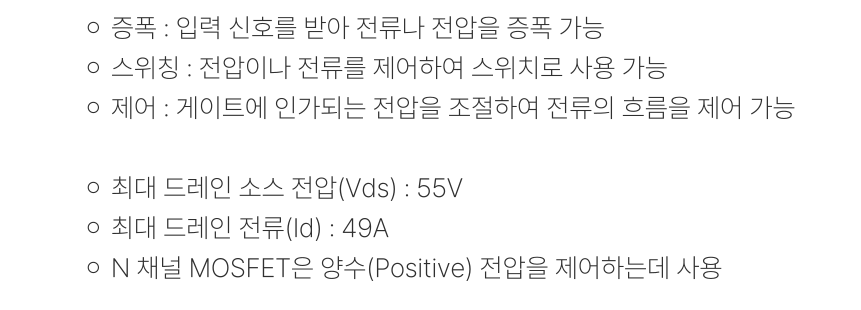 ○ 증폭 : 입력 신호를 받아 전류나 전압을 증폭 가능
○ 스위칭 : 전압이나 전류를 제어하여 스위치로 사용 가능
○ 제어 : 게이트에 인가되는 전압을 조절하여 전류의 흐름을 제어 가능
○ 최대 드레인 소스 전압(Vds) : 55V
○ 최대 드레인 전류(Id) : 49A
○ N 채널 MOSFET은 양수(Positive) 전압을 제어하는데 사용